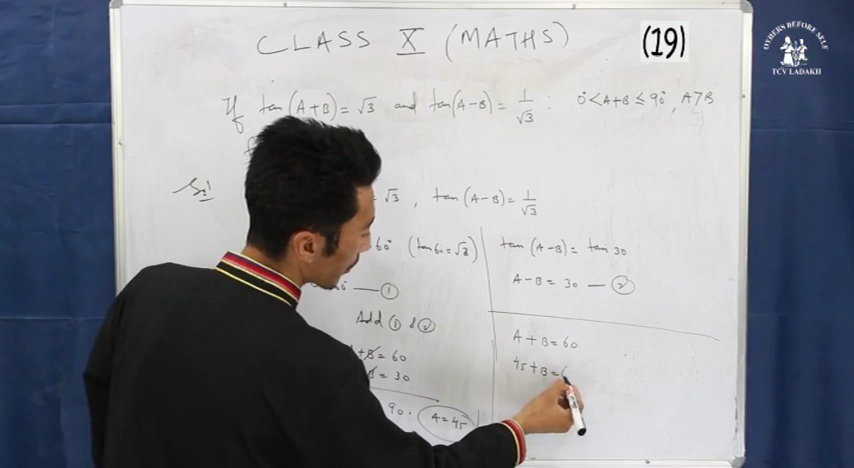 CLASS X (MATHS)
(19)
OTHERS BEFORE SELF
TCV LADAKH
If tan(A+B) = √3 and tan(A-B) = 1/√3 : 0°<A+B≤90°, A>B
Sol
= √3 , tan(A-B) = 1/√3
60° (tan60=√3)
tan(A-B) = tan 30
A-B = 30 — ②
— ①
Add ① & ②
+B = 60
B = 30
90. A=45
A+B=60
45+B=6